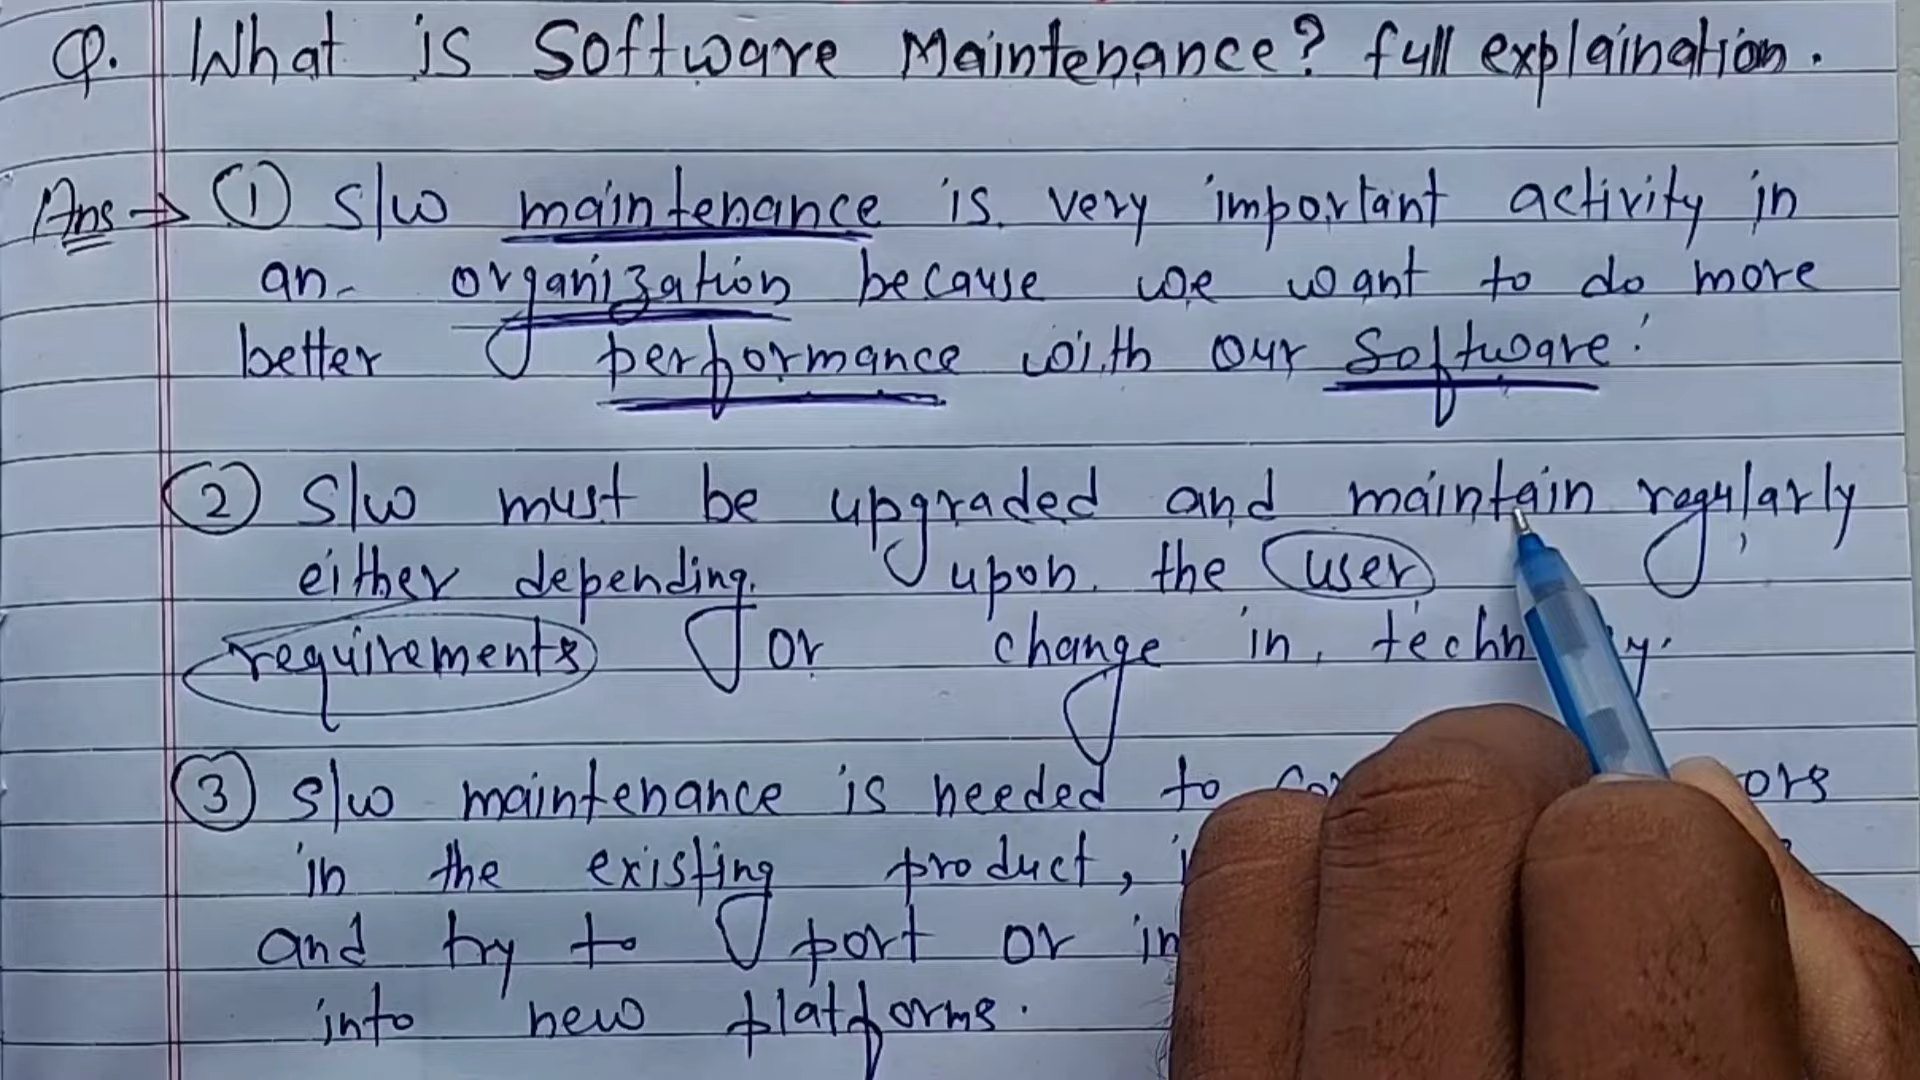 Q. What is Software Maintenance? full explaination.
Ans → ① S/w maintenance is very important activity in
an organization because we want to do more
better performance with our Software.
② S/w must be upgraded and maintain regularly,
either depending upon the user
requirements or change in
③ S/w maintenance is needed to
in the existing product,
and try to port or
into new platforms.